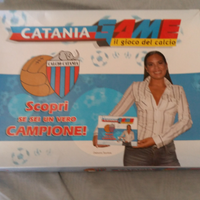 CATANIA GAME
il gioco del calcio
CALCIO CATANIA
Scopri
se sei un vero
CAMPIONE!